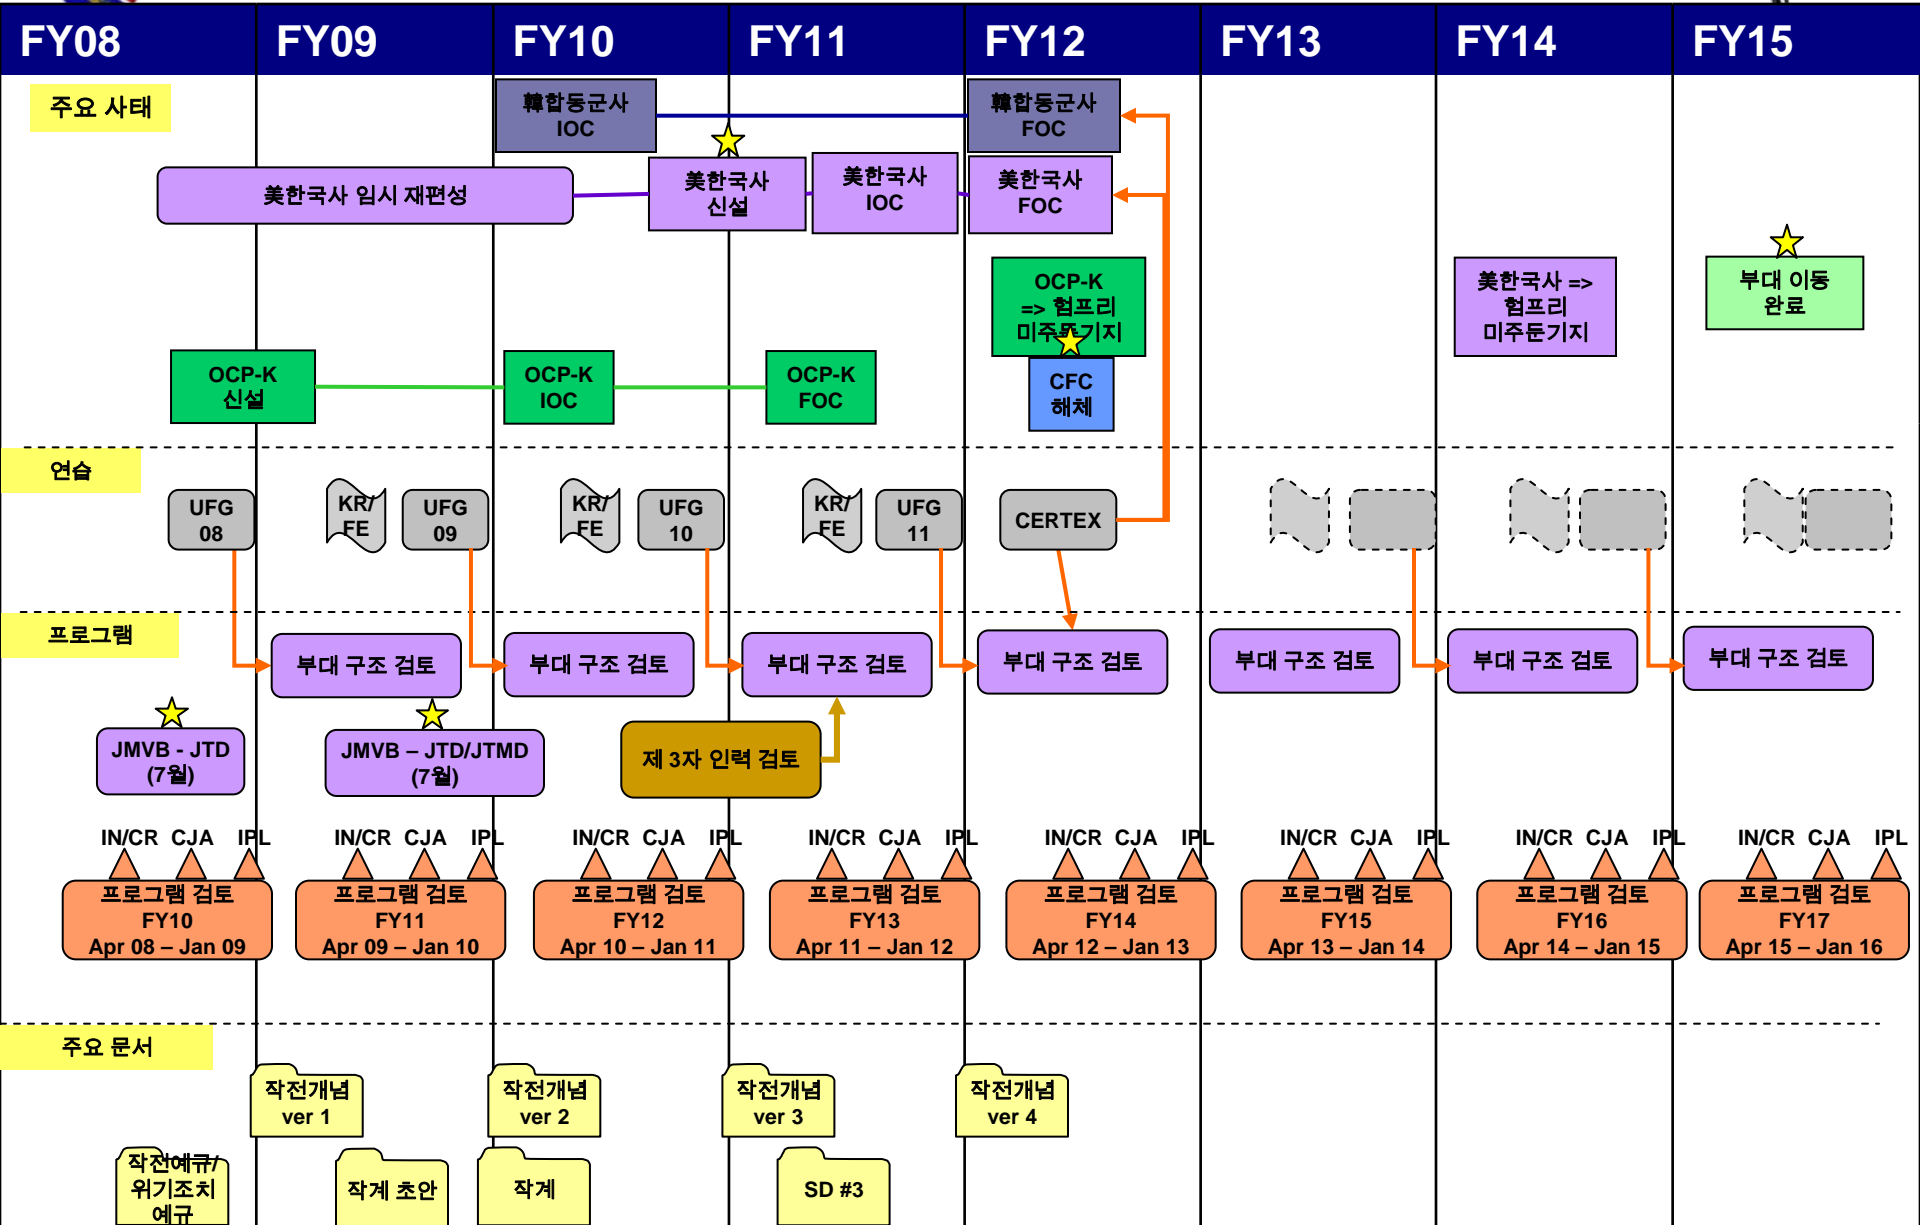 FY08 FY09 FY10 FY11 FY12 FY13 FY14 FY15
주요 사태
韓합동군사
IOC
韓합동군사
FOC
美한국사 임시 재편성
美한국사
신설
美한국사
IOC
美한국사
FOC
OCP-K
=> 험프리
미주둔기지
美한국사 =>
험프리
미주둔기지
부대 이동
완료
OCP-K
신설
OCP-K
IOC
OCP-K
FOC
CFC
해체
연습
UFG
08
KR/
FE
UFG
09
KR/
FE
UFG
10
KR/
FE
UFG
11
CERTEX
프로그램
부대 구조 검토
부대 구조 검토
부대 구조 검토
부대 구조 검토
부대 구조 검토
부대 구조 검토
부대 구조 검토
JMVB - JTD
(7월)
JMVB – JTD/JTMD
(7월)
제 3자 인력 검토
IN/CR CJA IPL
프로그램 검토
FY10
Apr 08 – Jan 09
IN/CR CJA IPL
프로그램 검토
FY11
Apr 09 – Jan 10
IN/CR CJA IPL
프로그램 검토
FY12
Apr 10 – Jan 11
IN/CR CJA IPL
프로그램 검토
FY13
Apr 11 – Jan 12
IN/CR CJA IPL
프로그램 검토
FY14
Apr 12 – Jan 13
IN/CR CJA IPL
프로그램 검토
FY15
Apr 13 – Jan 14
IN/CR CJA IPL
프로그램 검토
FY16
Apr 14 – Jan 15
IN/CR CJA IPL
프로그램 검토
FY17
Apr 15 – Jan 16
주요 문서
작전개념
ver 1
작전개념
ver 2
작전개념
ver 3
작전개념
ver 4
작전예규/
위기조치
예규
작계 초안
작계
SD #3